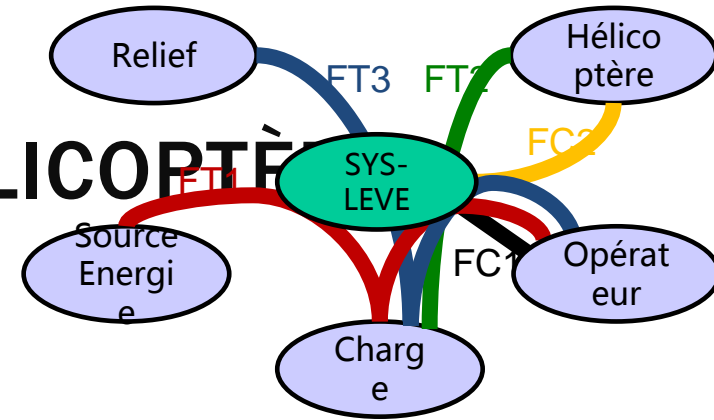 Relief
Hélico
ptère
FT3
FT2
FC2
LICOPTÈ
FT1
SYS-
LEVE
Source
Energi
e
FC1
Opérat
eur
Charg
e